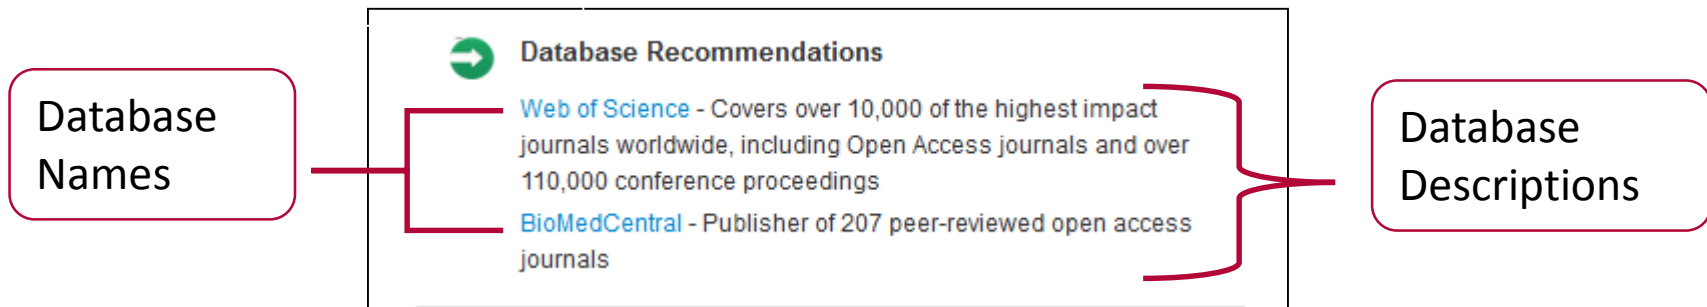 Database Recommendations
Database
Names
Web of Science - Covers over 10,000 of the highest impact
journals worldwide, including Open Access journals and over
110,000 conference proceedings
BioMedCentral - Publisher of 207 peer-reviewed open access
journals
Database
Descriptions